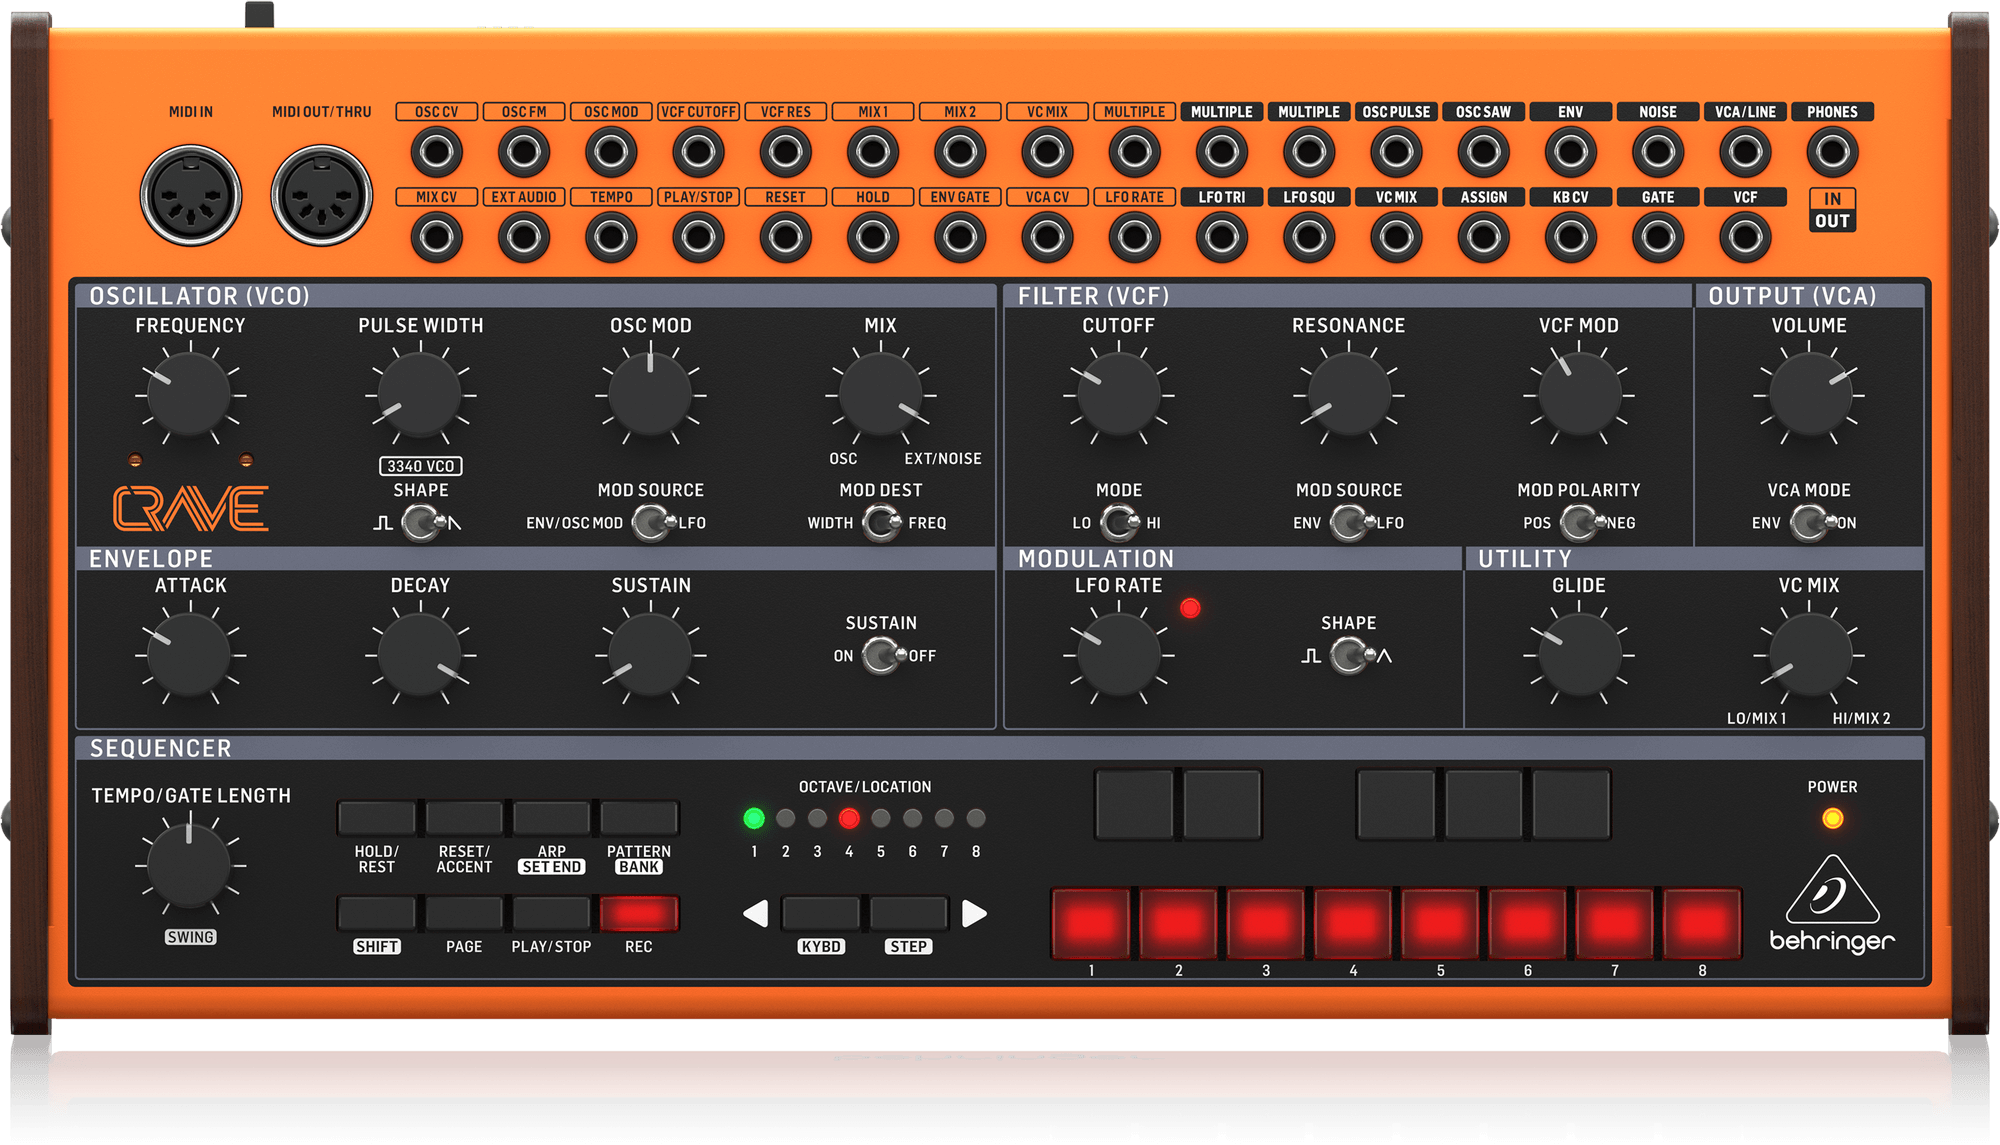 MIDI IN MIDI OUT/THRU OSC CV OSC FM OSC MOD VCF CUTOFF VCF RES MIX 1 MIX 2 VC MIX MULTIPLE MULTIPLE MULTIPLE OSC PULSE OSC SAW ENV NOISE VCA/LINE PHONES
MIX CV EXT AUDIO TEMPO PLAY/STOP RESET HOLD ENV GATE VCA CV LFO RATE LFO TRI LFO SQU VC MIX ASSIGN KB CV GATE VCF IN
OUT
OSCILLATOR (VCO)
FREQUENCY PULSE WIDTH OSC MOD MIX
OSC EXT/NOISE
3340 VCO
CRAVE
SHAPE MOD SOURCE MOD DEST
ENV/OSC MOD LFO WIDTH FREQ
FILTER (VCF)
CUTOFF RESONANCE VCF MOD
MODE MOD SOURCE MOD POLARITY
LO HI ENV LFO POS NEG
OUTPUT (VCA)
VOLUME
VCA MODE
ENV ON
ENVELOPE
ATTACK DECAY SUSTAIN
SUSTAIN
ON OFF
MODULATION
LFO RATE
SHAPE
UTILITY
GLIDE VC MIX
LO/MIX 1 HI/MIX 2
SEQUENCER
TEMPO/GATE LENGTH
SWING
HOLD/ RESET/ ARP PATTERN
REST ACCENT SET END BANK
SHIFT PAGE PLAY/STOP REC
OCTAVE/LOCATION
1 2 3 4 5 6 7 8
KYBD STEP
1 2 3 4 5 6 7 8
POWER
behringer